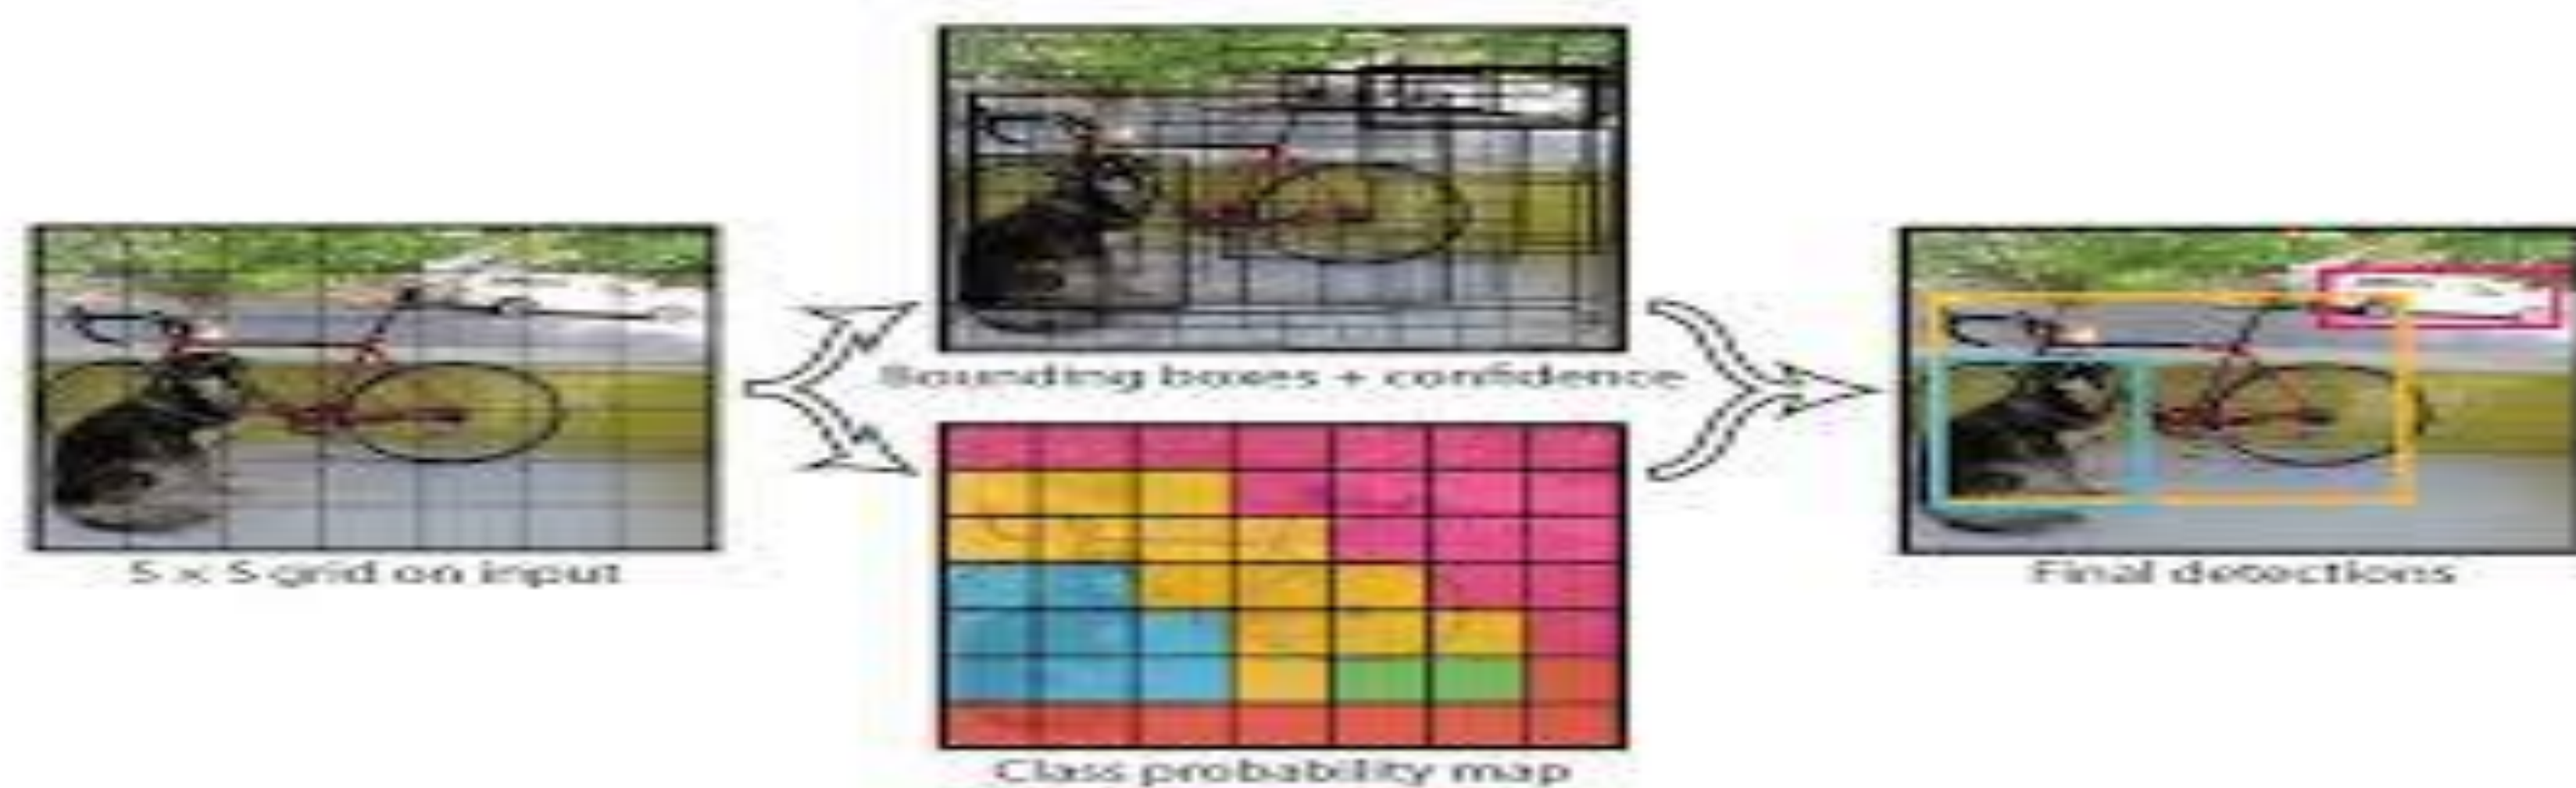 S × S grid on input
Bounding boxes + confidence
Class probability map
Final detections